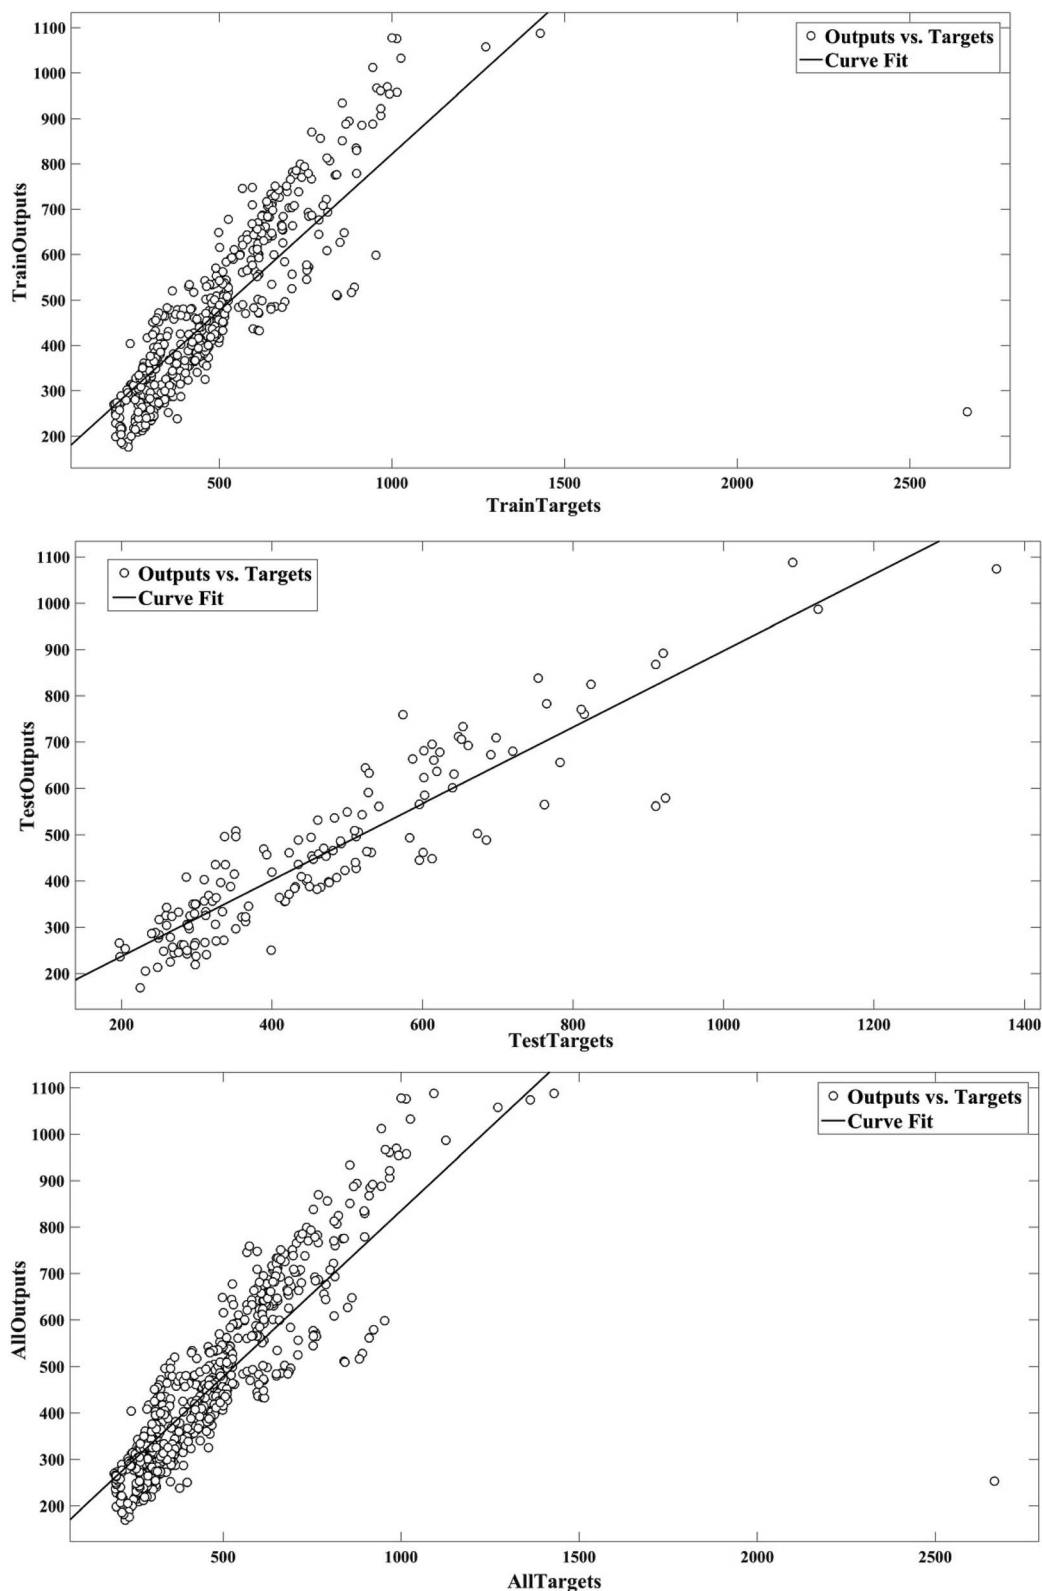 1100
1000
900
800
700
600
500
400
300
200
TrainOutputs
Outputs vs. Targets
Curve Fit
500 1000 1500 2000 2500
TrainTargets
1100
1000
900
800
700
600
500
400
300
200
TestOutputs
Outputs vs. Targets
Curve Fit
200 400 600 800 1000 1200 1400
TestTargets
1100
1000
900
800
700
600
500
400
300
200
AllOutputs
Outputs vs. Targets
Curve Fit
500 1000 1500 2000 2500
AllTargets